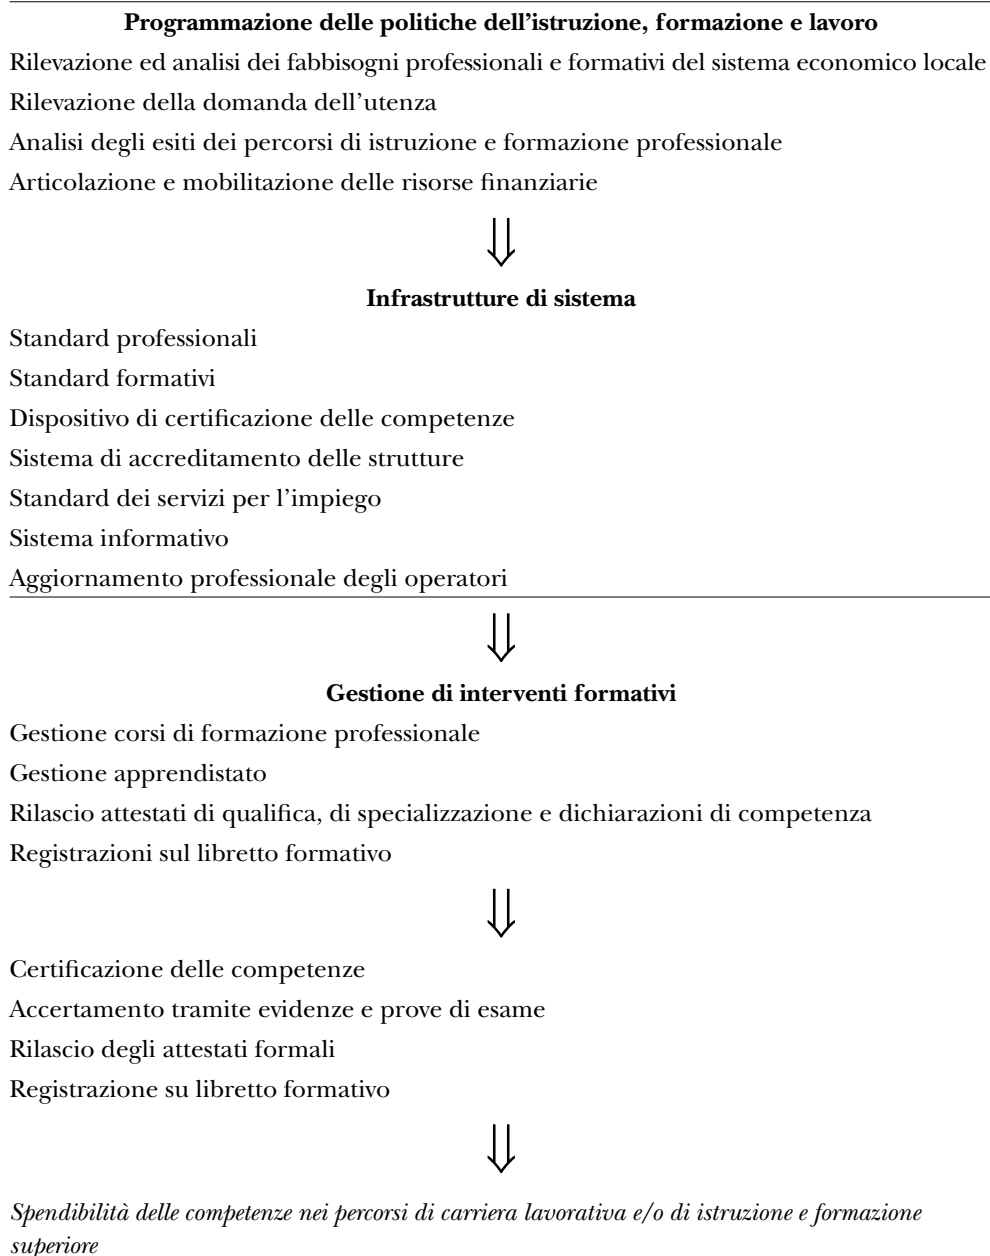 Programmazione delle politiche dell'istruzione, formazione e lavoro
Rilevazione ed analisi dei fabbisogni professionali e formativi del sistema economico locale
Rilevazione della domanda dell'utenza
Analisi degli esiti dei percorsi di istruzione e formazione professionale
Articolazione e mobilitazione delle risorse finanziarie
⇓
Infrastrutture di sistema
Standard professionali
Standard formativi
Dispositivo di certificazione delle competenze
Sistema di accreditamento delle strutture
Standard dei servizi per l'impiego
Sistema informativo
Aggiornamento professionale degli operatori
⇓
Gestione di interventi formativi
Gestione corsi di formazione professionale
Gestione apprendistato
Rilascio attestati di qualifica, di specializzazione e dichiarazioni di competenza
Registrazioni sul libretto formativo
⇓
Certificazione delle competenze
Accertamento tramite evidenze e prove di esame
Rilascio degli attestati formali
Registrazione su libretto formativo
⇓
Spendibilità delle competenze nei percorsi di carriera lavorativa e/o di istruzione e formazione
superiore